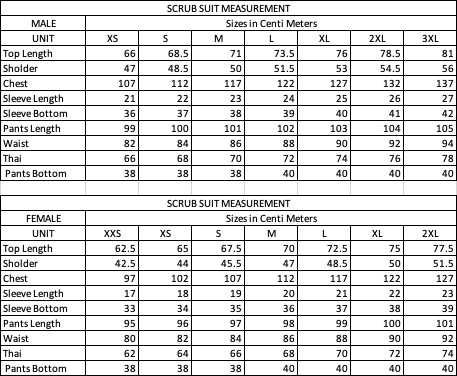 SCRUB SUIT MEASUREMENT
MALE Sizes in Centi Meters
UNIT XS S M L XL 2XL 3XL
Top Length 66 68.5 71 73.5 76 78.5 81
Sholder 47 48.5 50 51.5 53 54.5 56
Chest 107 112 117 122 127 132 137
Sleeve Length 21 22 23 24 25 26 27
Sleeve Bottom 36 37 38 39 40 41 42
Pants Length 99 100 101 102 103 104 105
Waist 82 84 86 88 90 92 94
Thai 66 68 70 72 74 76 78
Pants Bottom 38 38 38 40 40 40 40
SCRUB SUIT MEASUREMENT
FEMALE Sizes in Centi Meters
UNIT XXS XS S M L XL 2XL
Top Length 62.5 65 67.5 70 72.5 75 77.5
Sholder 42.5 44 45.5 47 48.5 50 51.5
Chest 97 102 107 112 117 122 127
Sleeve Length 17 18 19 20 21 22 23
Sleeve Bottom 33 34 35 36 37 38 39
Pants Length 95 96 97 98 99 100 101
Waist 80 82 84 86 88 90 92
Thai 62 64 66 68 70 72 74
Pants Bottom 38 38 38 40 40 40 40